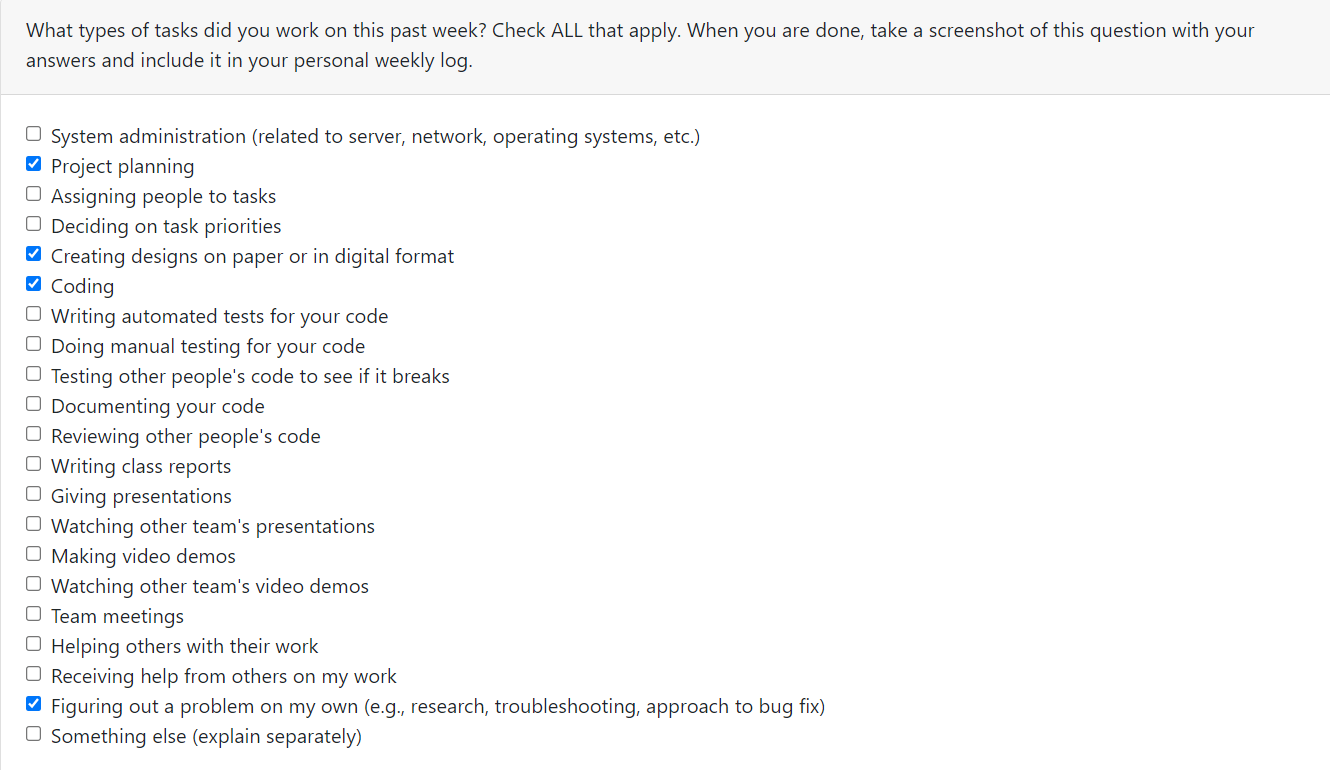 What types of tasks did you work on this past week? Check ALL that apply. When you are done, take a screenshot of this question with your
answers and include it in your personal weekly log.
System administration (related to server, network, operating systems, etc.)
Project planning
Assigning people to tasks
Deciding on task priorities
Creating designs on paper or in digital format
Coding
Writing automated tests for your code
Doing manual testing for your code
Testing other people's code to see if it breaks
Documenting your code
Reviewing other people's code
Writing class reports
Giving presentations
Watching other team's presentations
Making video demos
Watching other team's video demos
Team meetings
Helping others with their work
Receiving help from others on my work
Figuring out a problem on my own (e.g., research, troubleshooting, approach to bug fix)
Something else (explain separately)